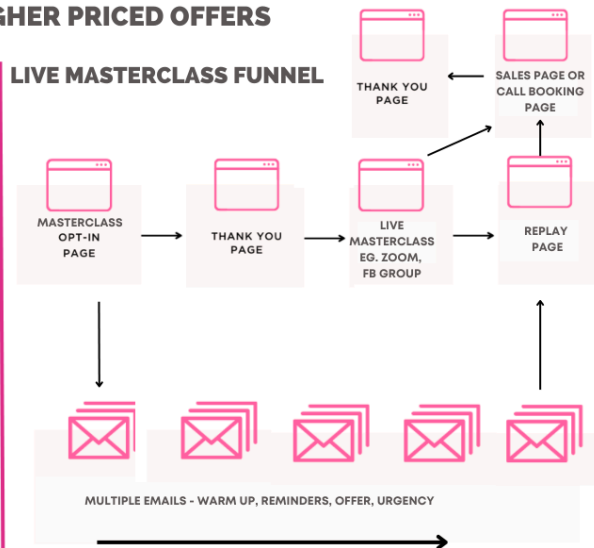 GHER PRICED OFFERS
LIVE MASTERCLASS FUNNEL
THANK YOU
PAGE
SALES PAGE OR
CALL BOOKING
PAGE
MASTERCLASS
OPT-IN
PAGE
THANK YOU
PAGE
LIVE
MASTERCLASS
EG. ZOOM,
FB GROUP
REPLAY
PAGE
MULTIPLE EMAILS - WARM UP, REMINDERS, OFFER, URGENCY